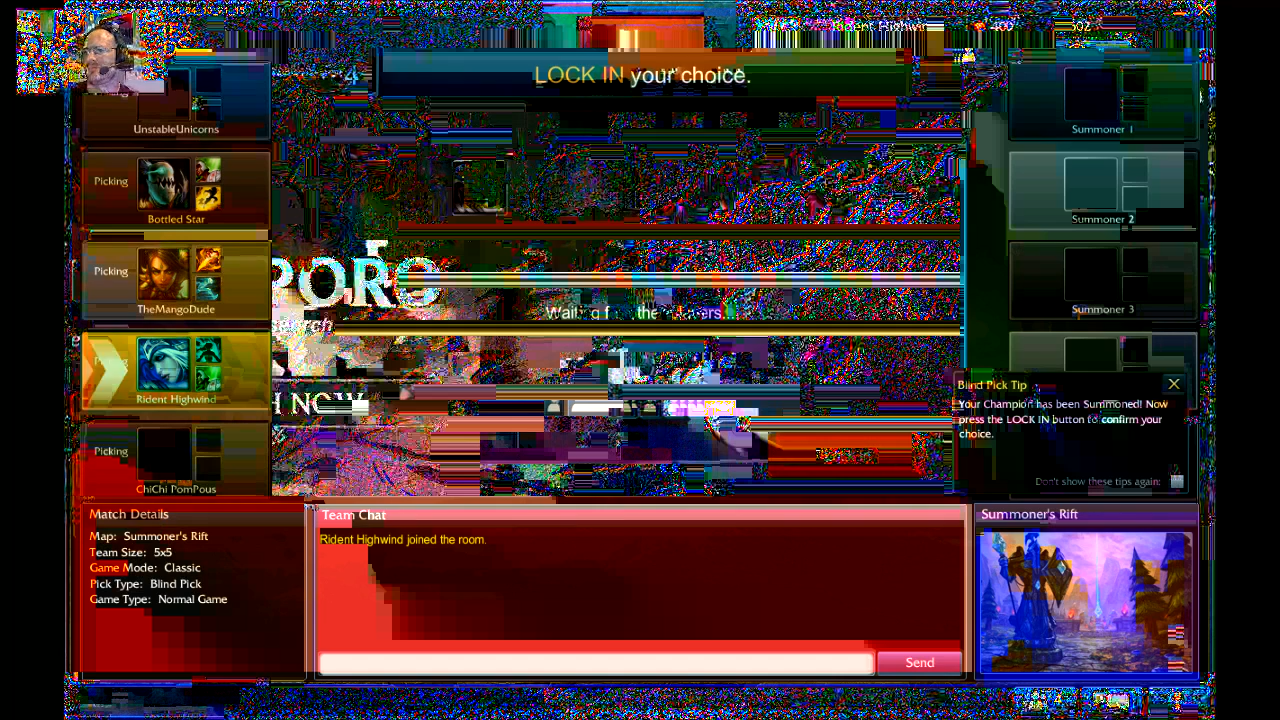 LOCK IN your choice.
UnstableUnicorns
Summoner 1
Picking
Bottled Star
Summoner 2
Picking
TheMangoDude
Summoner 3
PORO
Rident Highwind
Blind Pick Tip
Your Champion has been Summoned! Now
press the LOCK IN button to confirm your
choice.
Don't show these tips again:
H NOW
Picking
ChiChi PomPous
Match Details
Map: Summoner's Rift
Team Size: 5x5
Game Mode: Classic
Pick Type: Blind Pick
Game Type: Normal Game
Team Chat
Rident Highwind joined the room.
Send
Summoner's Rift